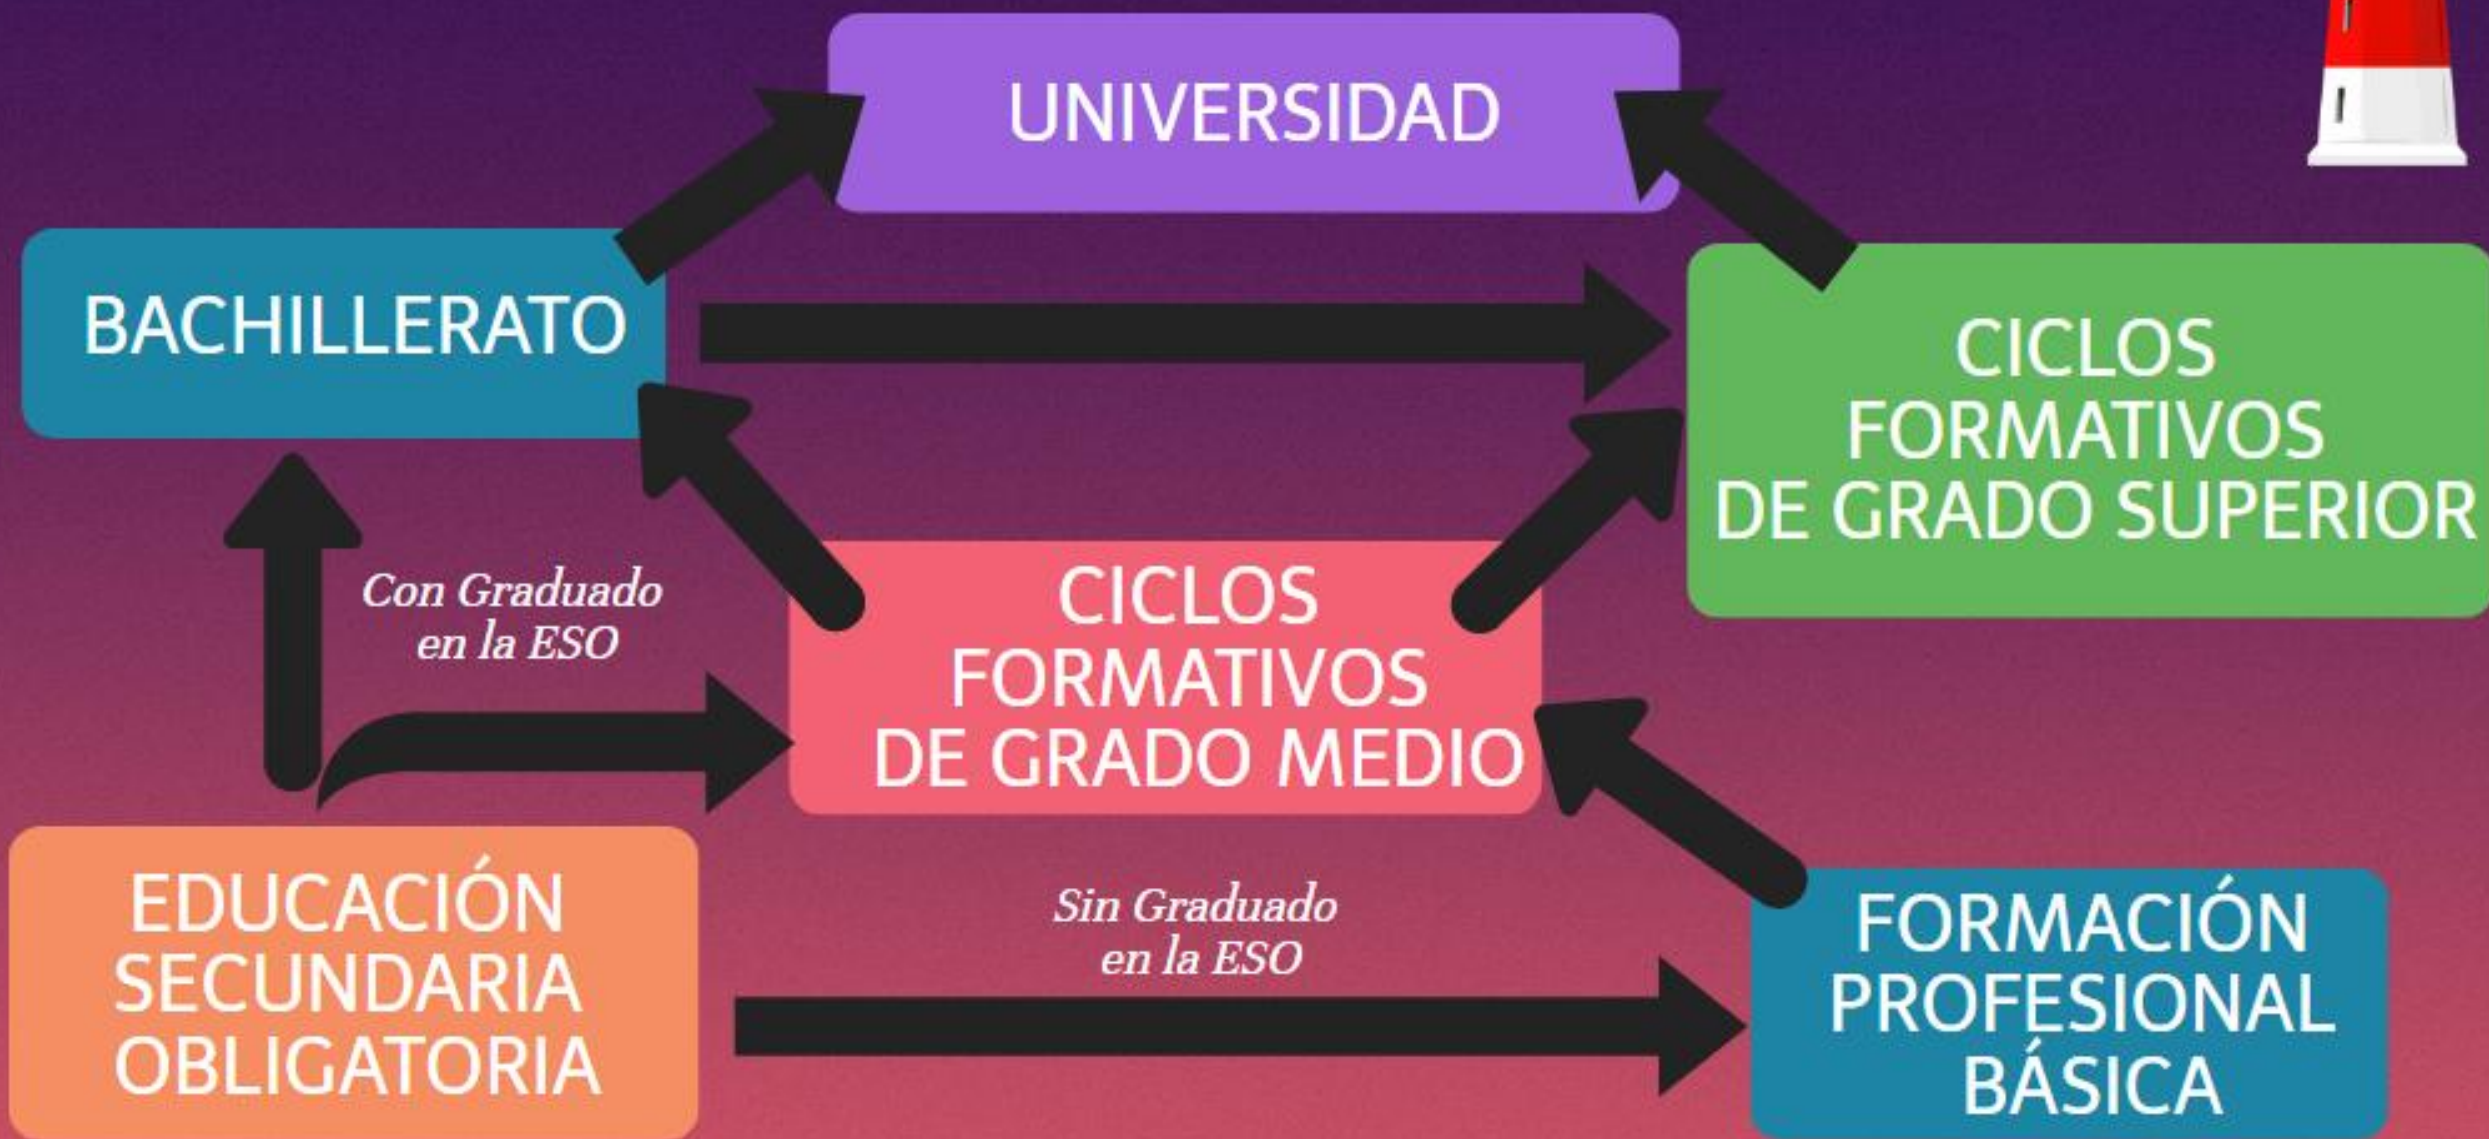 UNIVERSIDAD
BACHILLERATO
CICLOS
FORMATIVOS
DE GRADO SUPERIOR
Con Graduado
en la ESO
CICLOS
FORMATIVOS
DE GRADO MEDIO
EDUCACIÓN
SECUNDARIA
OBLIGATORIA
Sin Graduado
en la ESO
FORMACIÓN
PROFESIONAL
BÁSICA